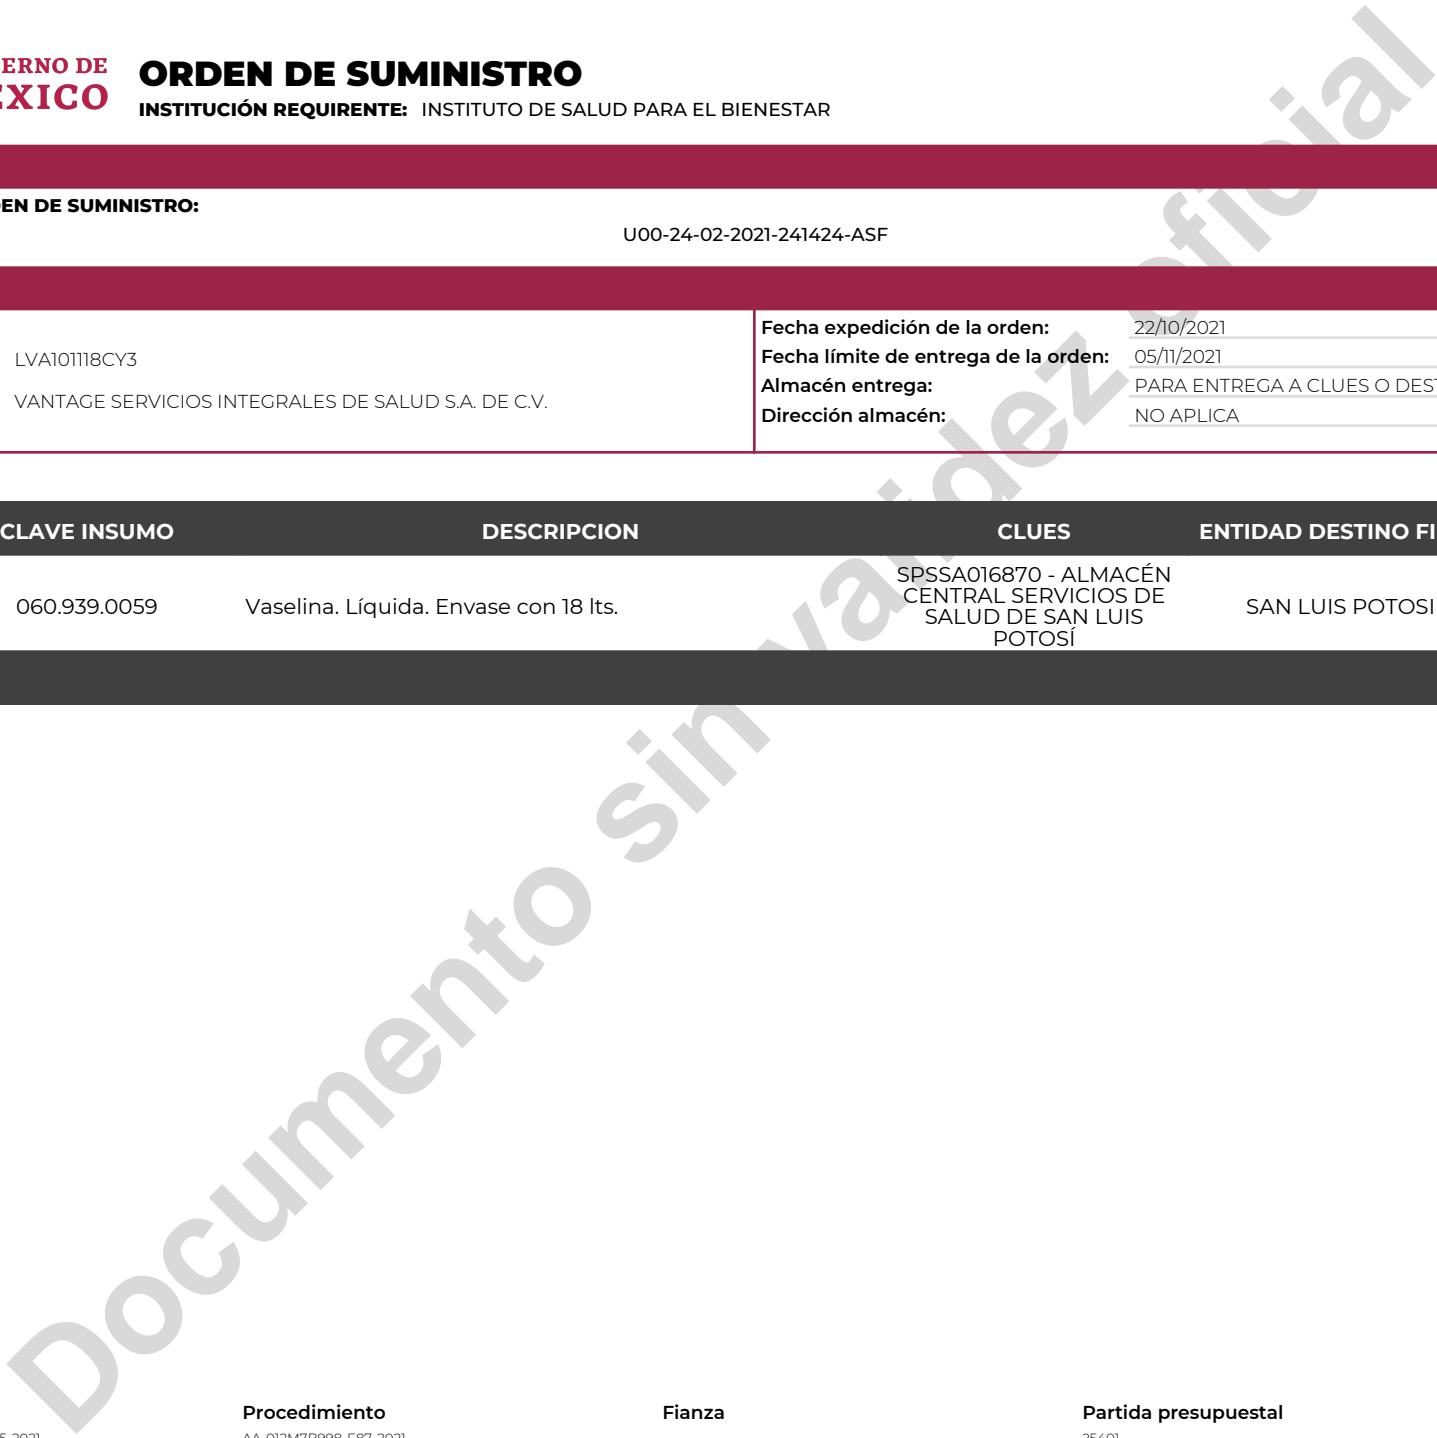 ERNO DE
EXICO
ORDEN DE SUMINISTRO
INSTITUCIÓN REQUIRENTE: INSTITUTO DE SALUD PARA EL BIENESTAR
EN DE SUMINISTRO:
U00-24-02-2021-241424-ASF
LVA101118CY3
VANTAGE SERVICIOS INTEGRALES DE SALUD S.A. DE C.V.
Fecha expedición de la orden: 22/10/2021
Fecha límite de entrega de la orden: 05/11/2021
Almacén entrega: PARA ENTREGA A CLUES O DEST
Dirección almacén: NO APLICA
CLAVE INSUMO DESCRIPCION CLUES ENTIDAD DESTINO FI
060.939.0059 Vaselina. Líquida. Envase con 18 lts. SPSSA016870 - ALMACÉN
CENTRAL SERVICIOS DE
SALUD DE SAN LUIS
POTOSÍ
SAN LUIS POTOSI
Documento sin validez oficial
Procedimiento Fianza Partida presupuestal